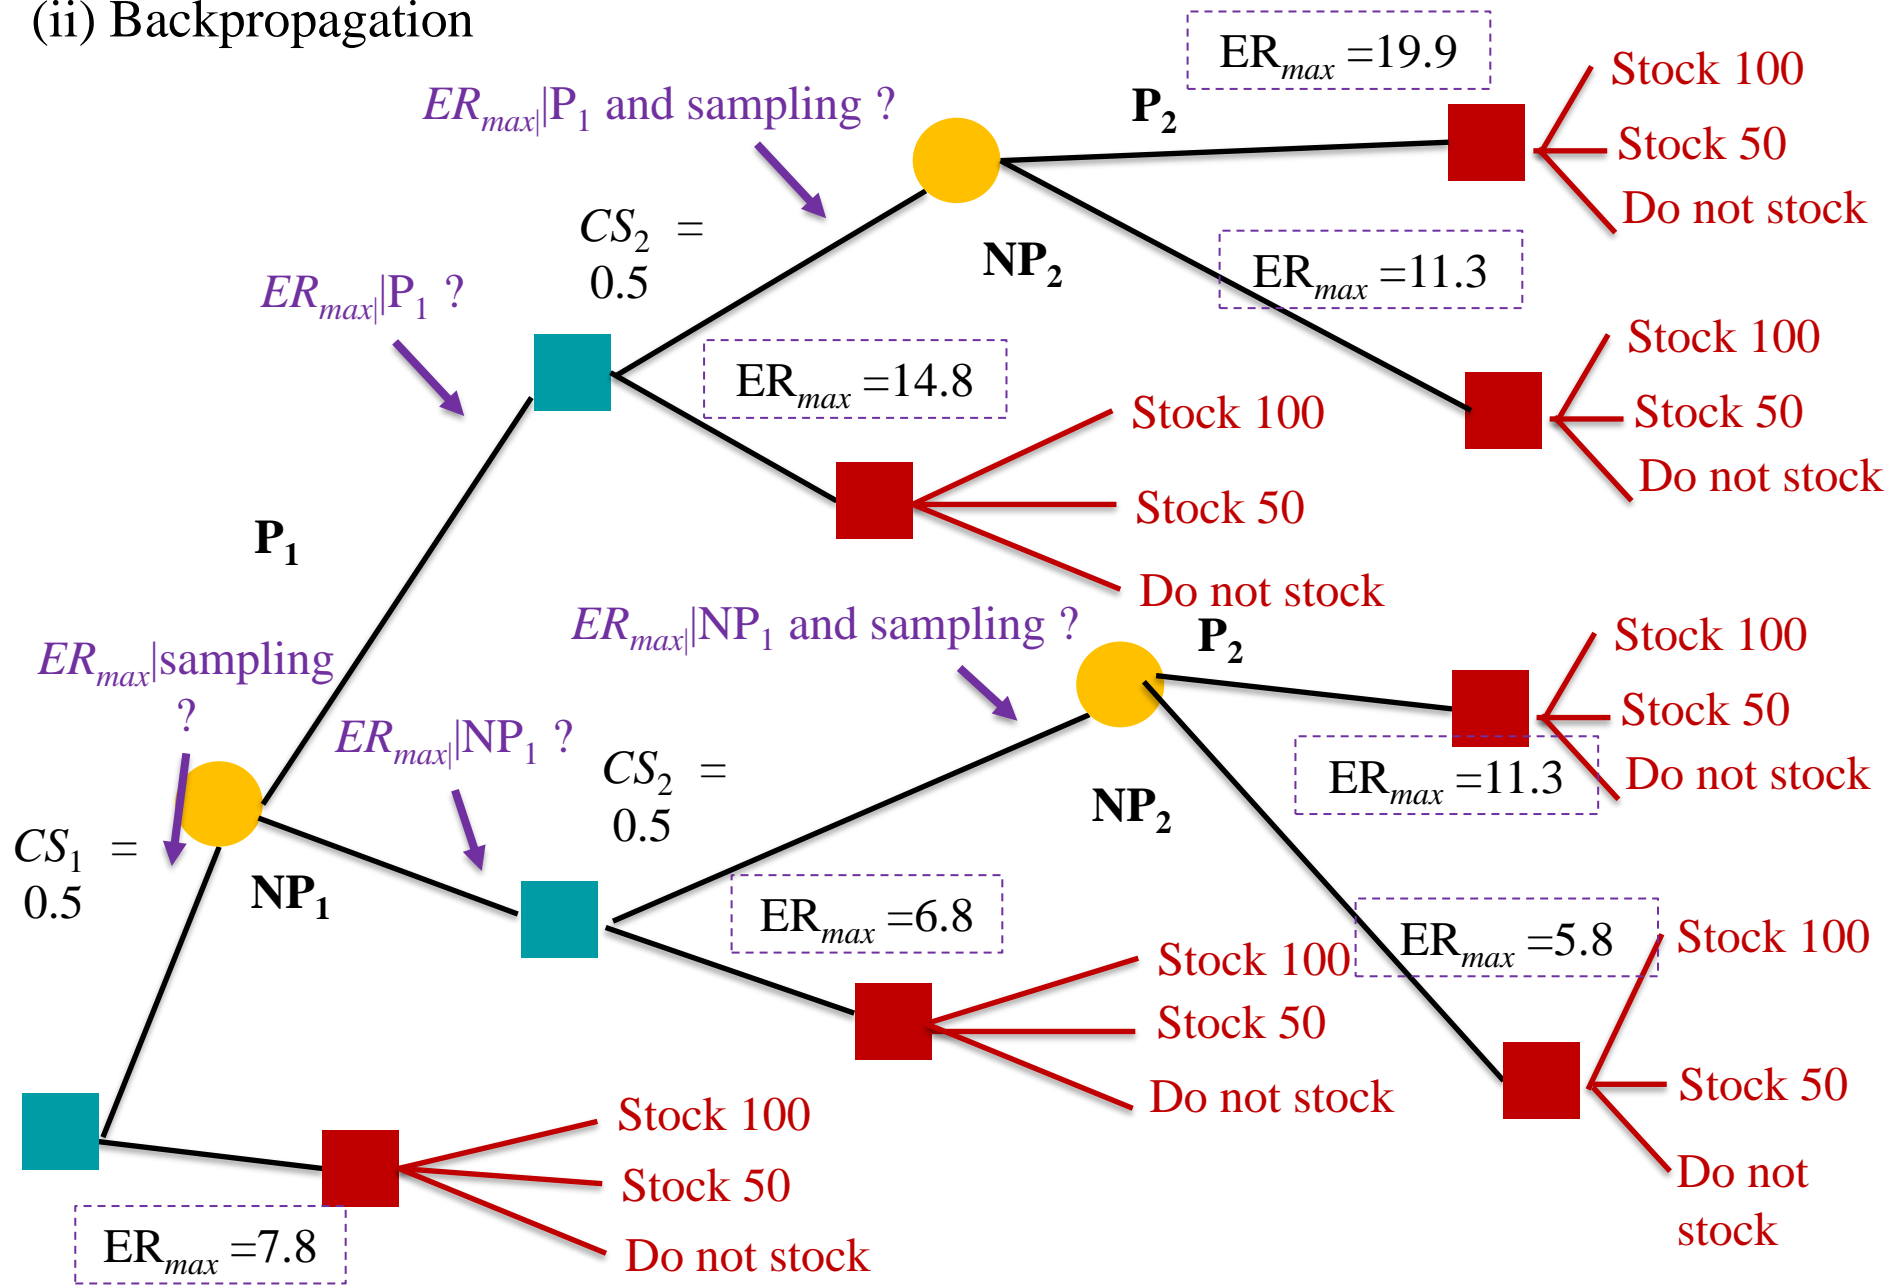 (ii) Backpropagation
ER_max =19.9
Stock 100
ER_max||P_1 and sampling ?
P_2
Stock 50
Do not stock
CS_2 =
0.5
NP_2
ER_max =11.3
ER_max||P_1 ?
Stock 100
ER_max =14.8
Stock 100
Stock 50
Do not stock
Stock 50
P_1
Do not stock
ER_max||NP_1 and sampling ?
P_2
Stock 100
ER_max|sampling
?
Stock 50
ER_max||NP_1 ?
CS_2 =
0.5
ER_max =11.3
Do not stock
NP_2
CS_1 =
0.5
NP_1
ER_max =6.8
ER_max =5.8
Stock 100
Stock 100
Stock 50
Stock 50
Do not stock
Stock 100
Do not
stock
Stock 50
ER_max =7.8
Do not stock